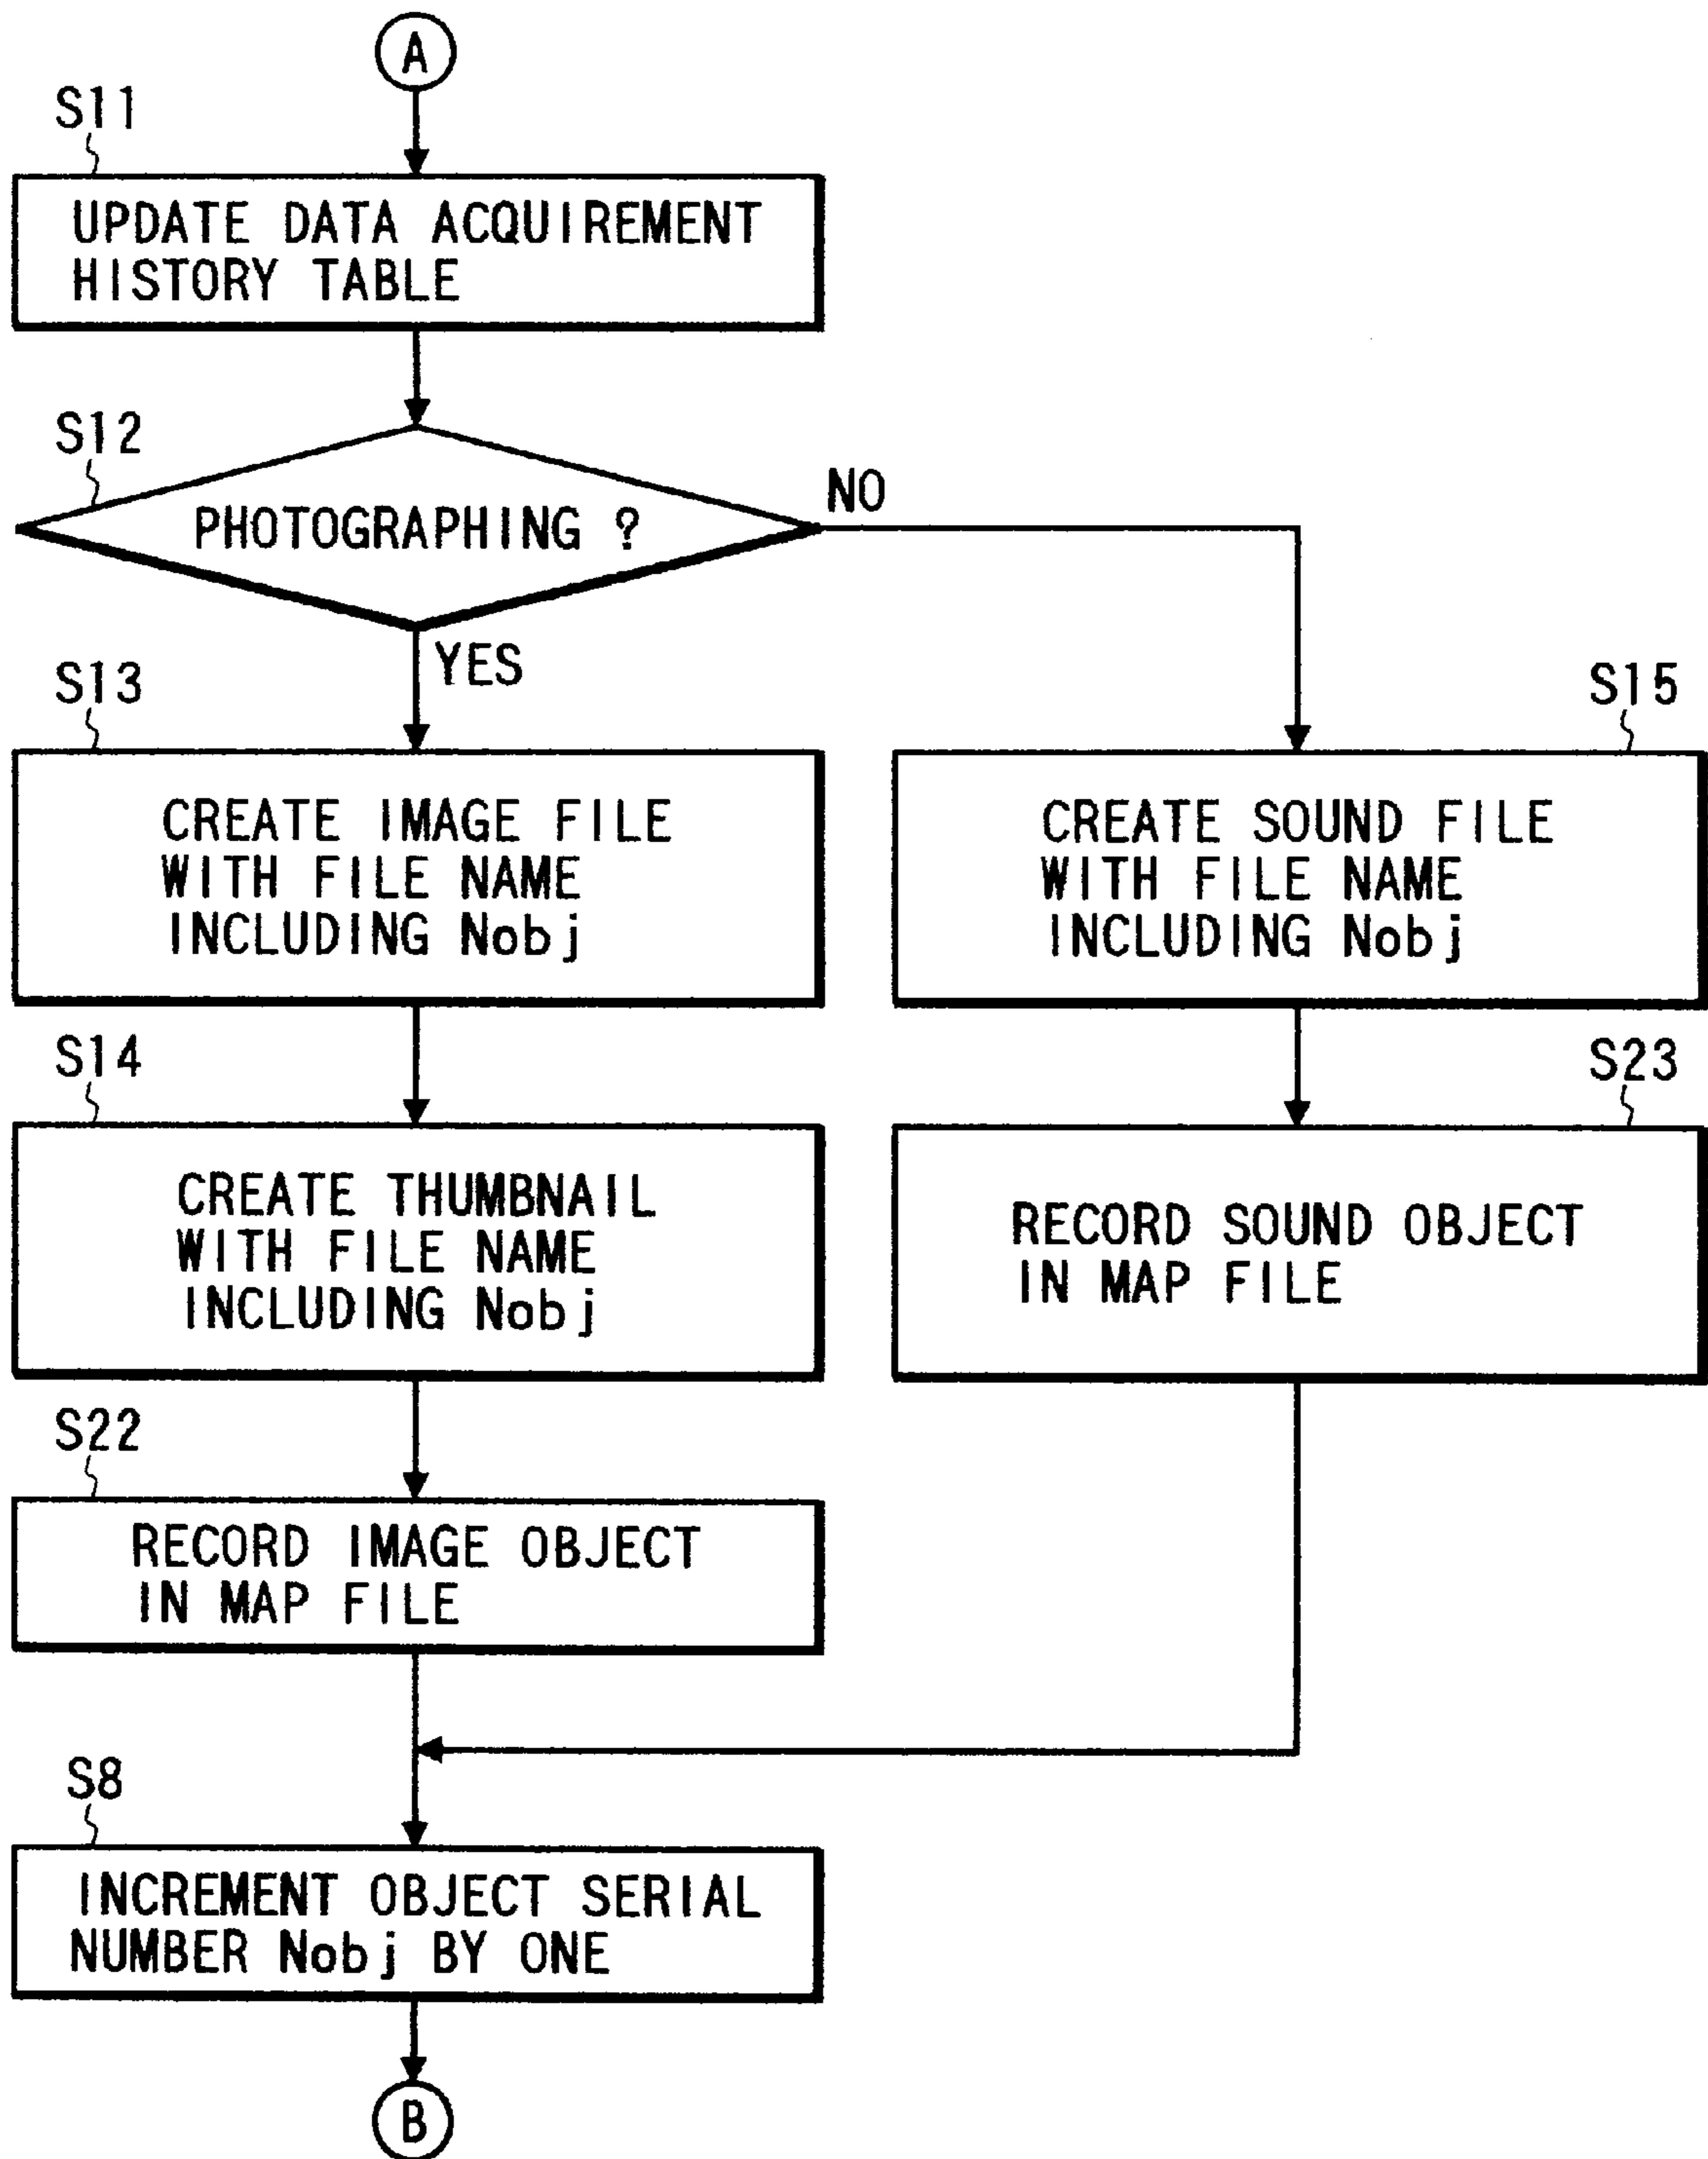 A
S11
UPDATE DATA ACQUIREMENT
HISTORY TABLE
S12
PHOTOGRAPHING ?
NO
YES
S13
CREATE IMAGE FILE
WITH FILE NAME
INCLUDING Nobj
S15
CREATE SOUND FILE
WITH FILE NAME
INCLUDING Nobj
S14
CREATE THUMBNAIL
WITH FILE NAME
INCLUDING Nobj
S23
RECORD SOUND OBJECT
IN MAP FILE
S22
RECORD IMAGE OBJECT
IN MAP FILE
S8
INCREMENT OBJECT SERIAL
NUMBER Nobj BY ONE
B